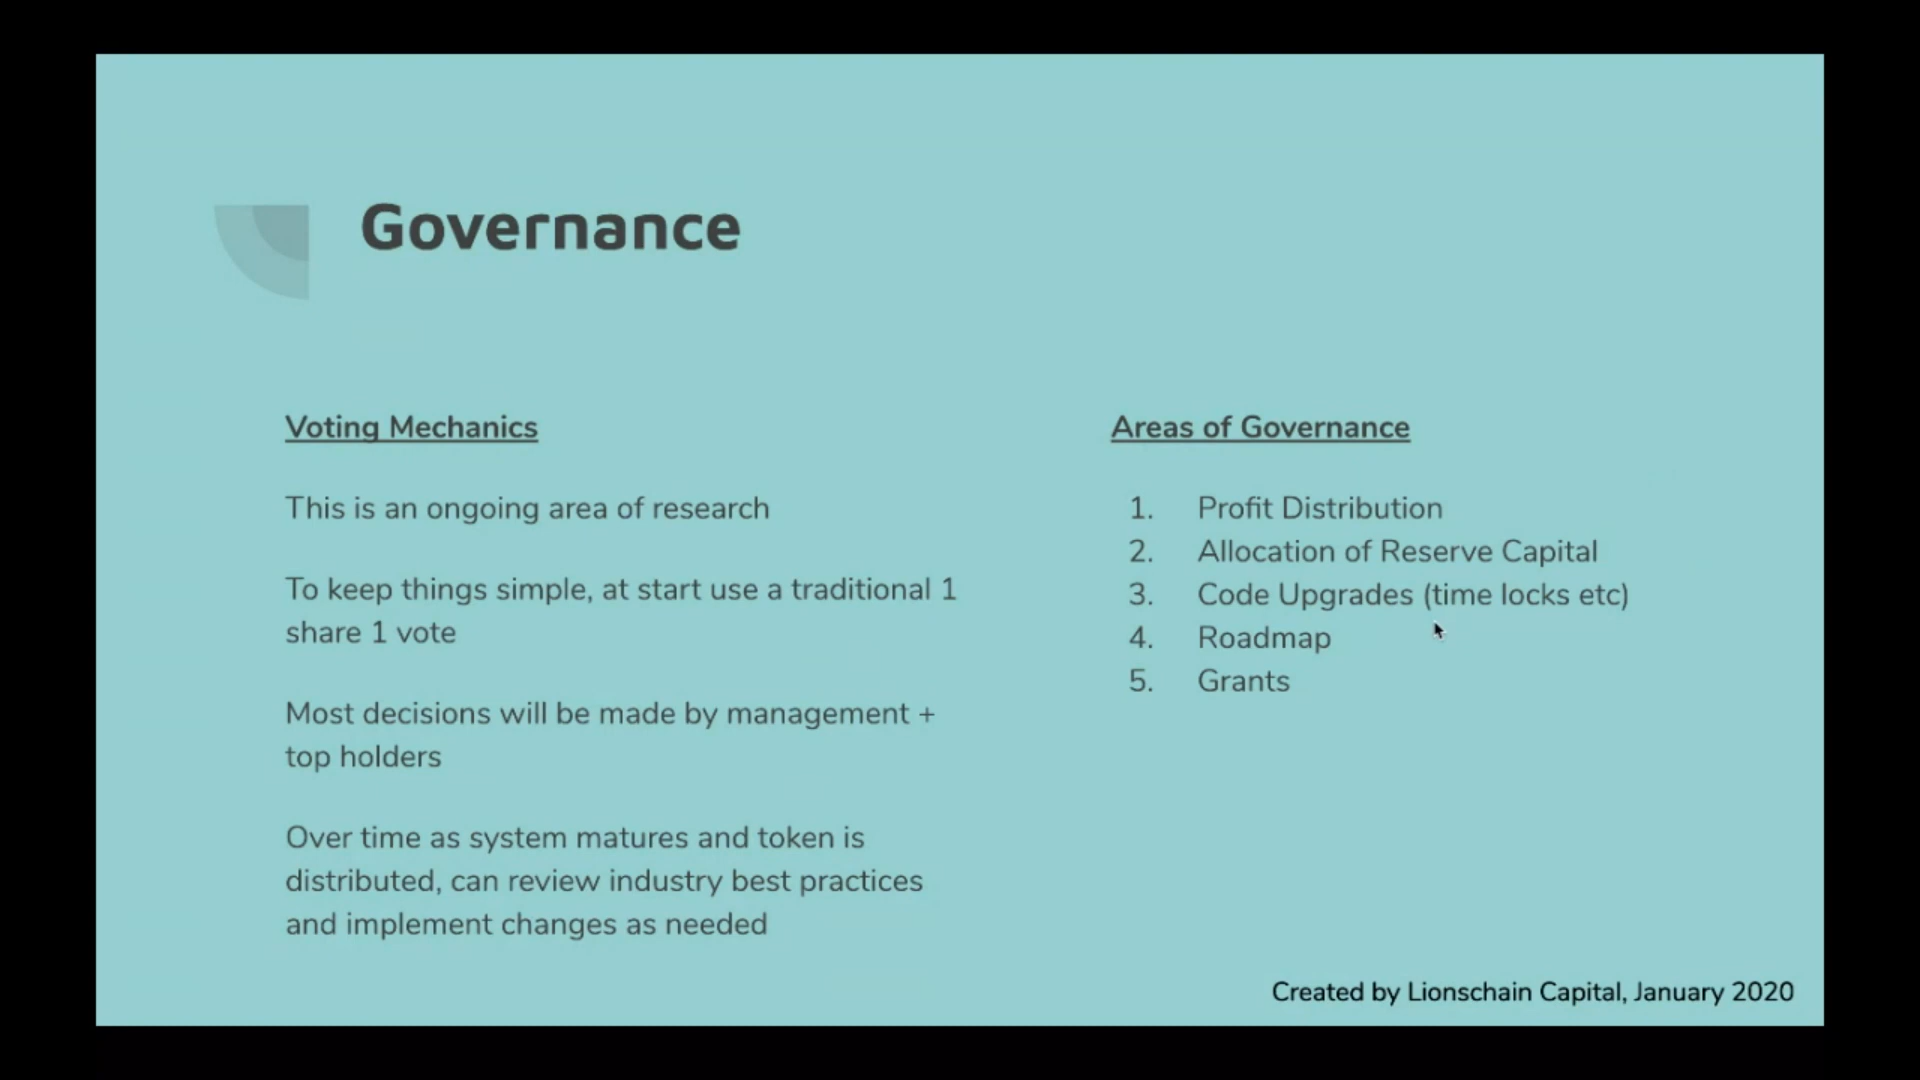 Governance
Voting Mechanics
This is an ongoing area of research
To keep things simple, at start use a traditional 1
share 1 vote
Most decisions will be made by management +
top holders
Over time as system matures and token is
distributed, can review industry best practices
and implement changes as needed
Areas of Governance
1. Profit Distribution
2. Allocation of Reserve Capital
3. Code Upgrades (time locks etc)
4. Roadmap
5. Grants
Created by Lionschain Capital, January 2020